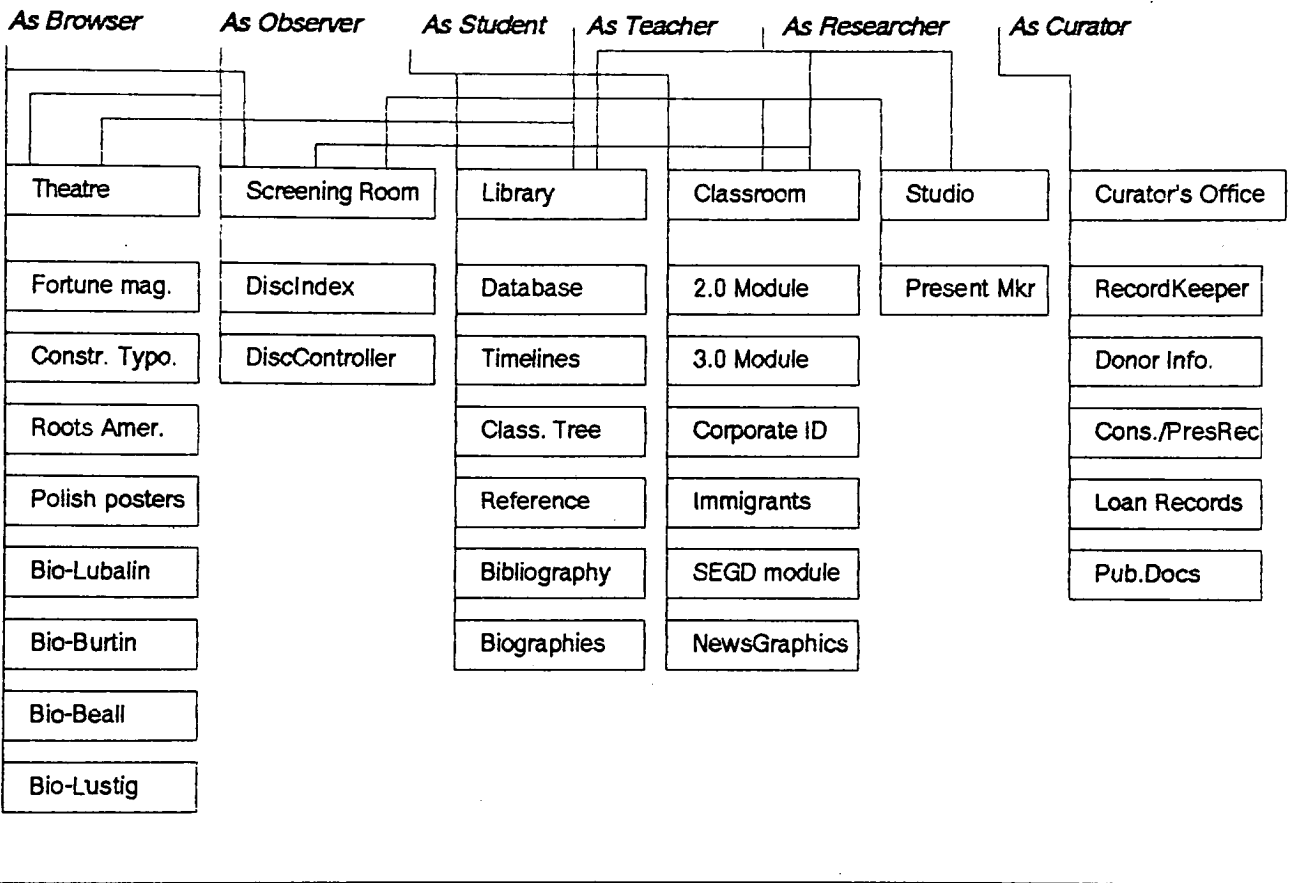 As Browser
As Observer
As Student
As Teacher
As Researcher
As Curator
Theatre
Screening Room
Library
Classroom
Studio
Curator's Office
Fortune mag.
DiscIndex
Database
2.0 Module
Present Mkr
RecordKeeper
Constr. Typo.
DiscController
Timelines
3.0 Module
Donor Info.
Roots Amer.
Class. Tree
Corporate ID
Cons./PresRec
Polish posters
Reference
Immigrants
Loan Records
Bio-Lubalin
Bibliography
SEGD module
Pub.Docs
Bio-Burtin
Biographies
NewsGraphics
Bio-Beall
Bio-Lustig